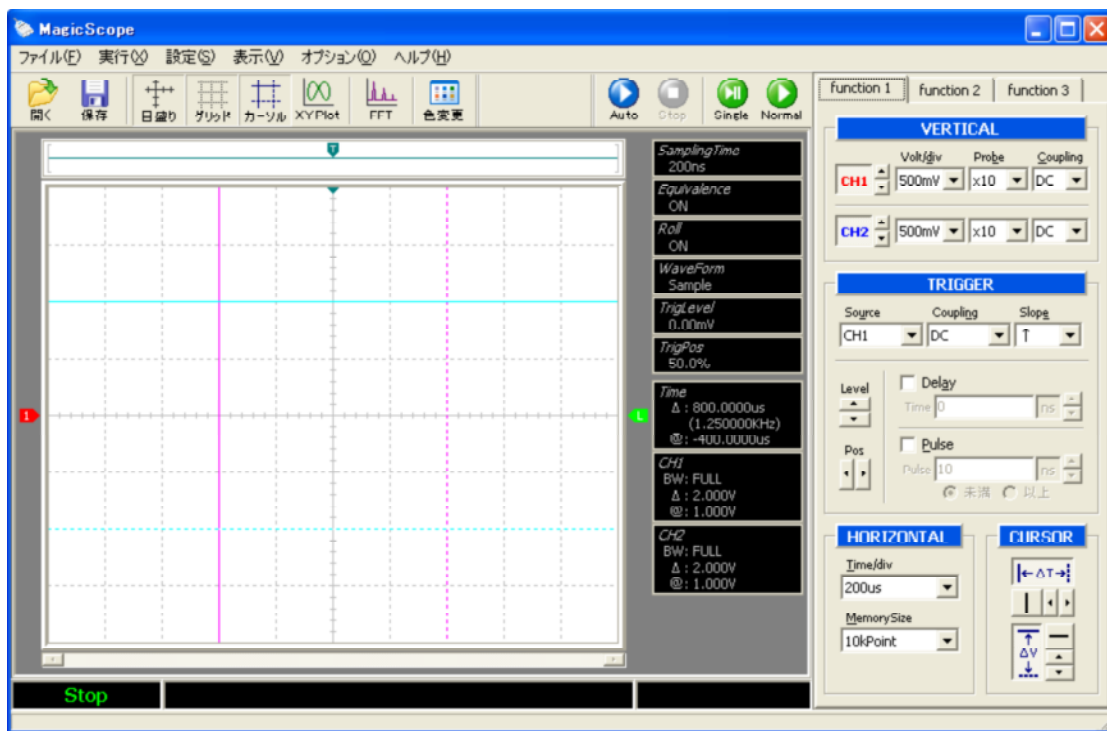 MagicScope
ファイル(F) 実行(X) 設定(S) 表示(V) オプション(O) ヘルプ(H)
開く 保存 目盛り グリッド カーソル XYPlot FFT 色変更 Auto Stop Single Normal
function 1 function 2 function 3
T
SamplingTime
200ns
Equivalence
ON
Roll
ON
WaveForm
Sample
TrigLevel
0.00mV
TrigPos
50.0%
Time
Δ : 800.0000us
(1.250000KHz)
@: -400.0000us
CH1
BW: FULL
Δ : 2.000V
@: 1.000V
CH2
BW: FULL
Δ : 2.000V
@: 1.000V
1
L
VERTICAL
Volt/div Probe Coupling
CH1 500mV x10 DC
CH2 500mV x10 DC
TRIGGER
Source Coupling Slope
CH1 DC ↑
Level
Delay
Time 0 ns
Pos
Pulse
Pulse 10 ns
未満 以上
HORIZONTAL
Time/div
200us
MemorySize
10kPoint
CURSOR
ΔT
ΔV
Stop